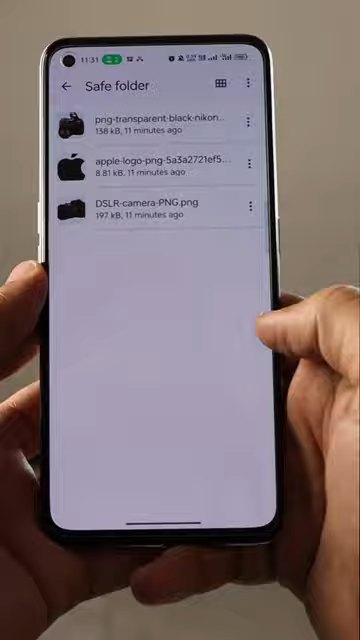 11:31
Safe folder
png-transparent-black-nikon...
138 kB, 11 minutes ago
apple-logo-png-5a3a2721ef5...
8.81 kB, 11 minutes ago
DSLR-camera-PNG.png
197 kB, 11 minutes ago